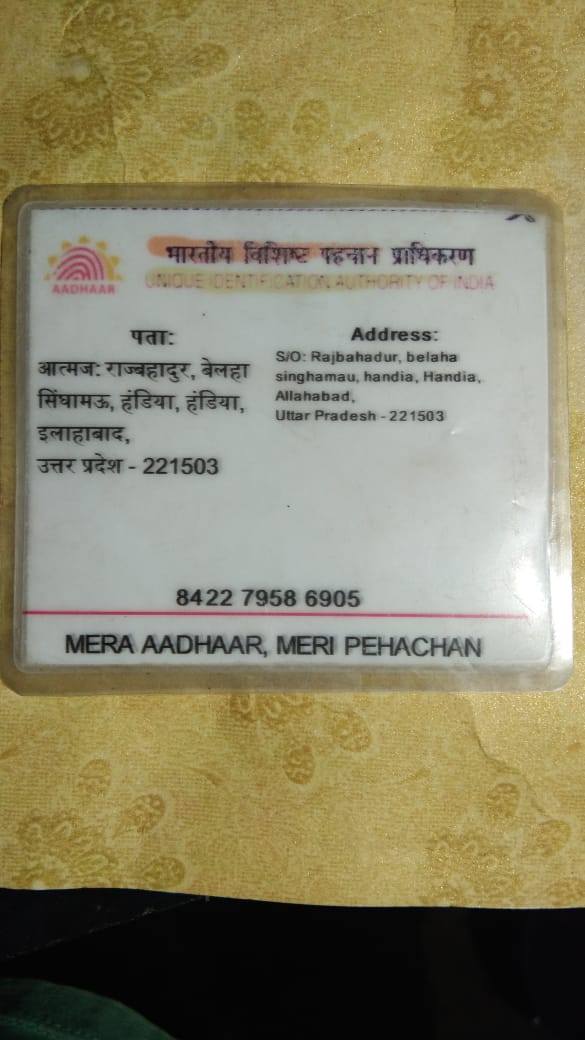 AADHAAR
भारतीय विशिष्ट पहचान प्राधिकरण
UNIQUE IDENTIFICATION AUTHORITY OF INDIA
पता:
आत्मज: राज्बहादुर, बेलहा
सिंघामऊ, हंडिया, हंडिया,
इलाहाबाद,
उत्तर प्रदेश - 221503
Address:
S/O: Rajbahadur, belaha
singhamau, handia, Handia,
Allahabad,
Uttar Pradesh - 221503
8422 7958 6905
MERA AADHAAR, MERI PEHACHAN